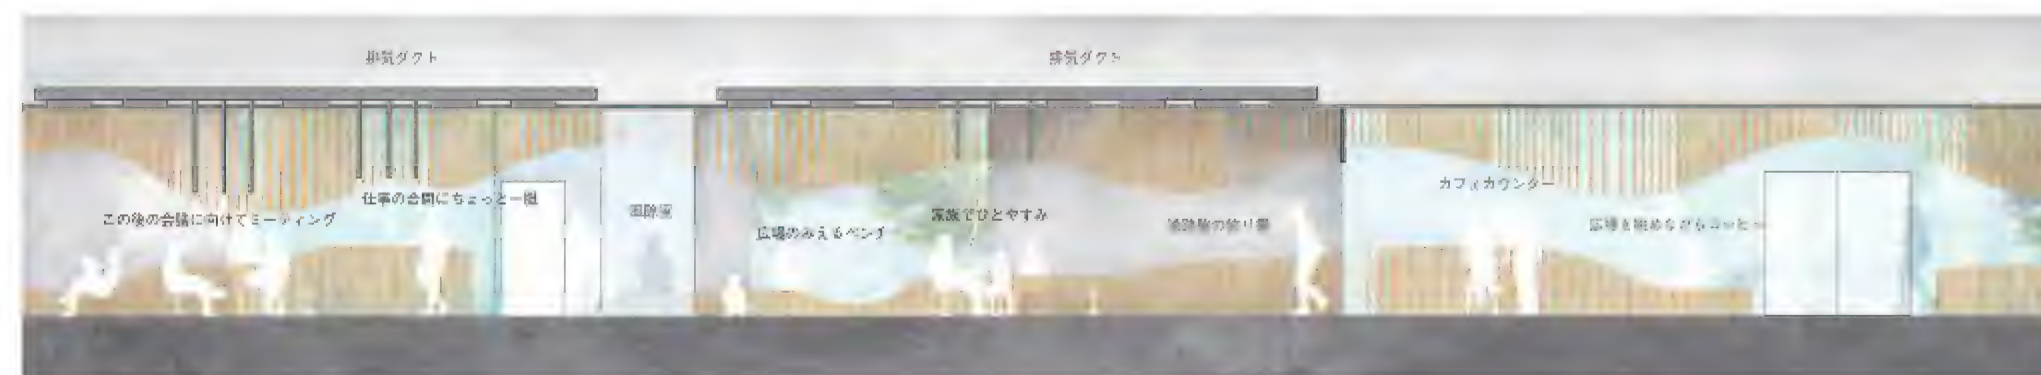 排気ダクト
排気ダクト
仕事の合間にちょっと一服
この後の会議に向けてミーティング
風除室
広場のみえるベンチ
家族でひとやすみ
カフェカウンター
広場を眺めながらコーヒー